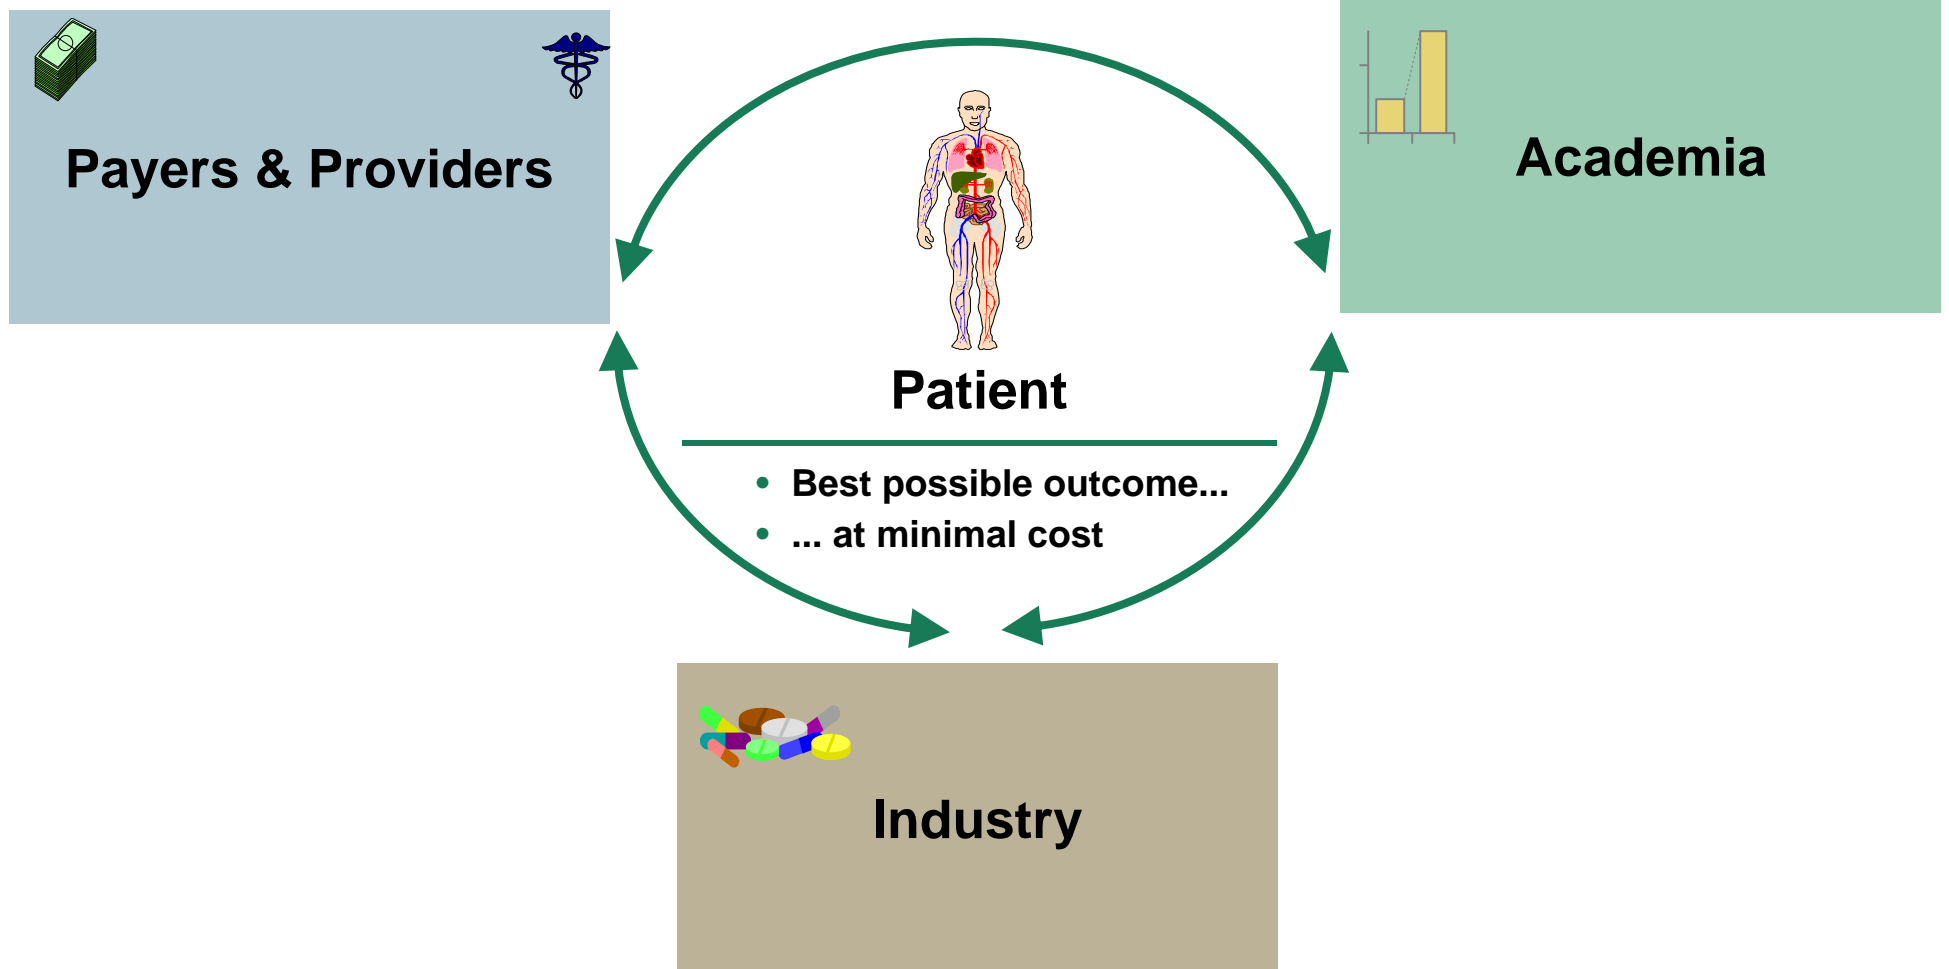 Payers & Providers
Academia
Patient
• Best possible outcome...
• ... at minimal cost
Industry